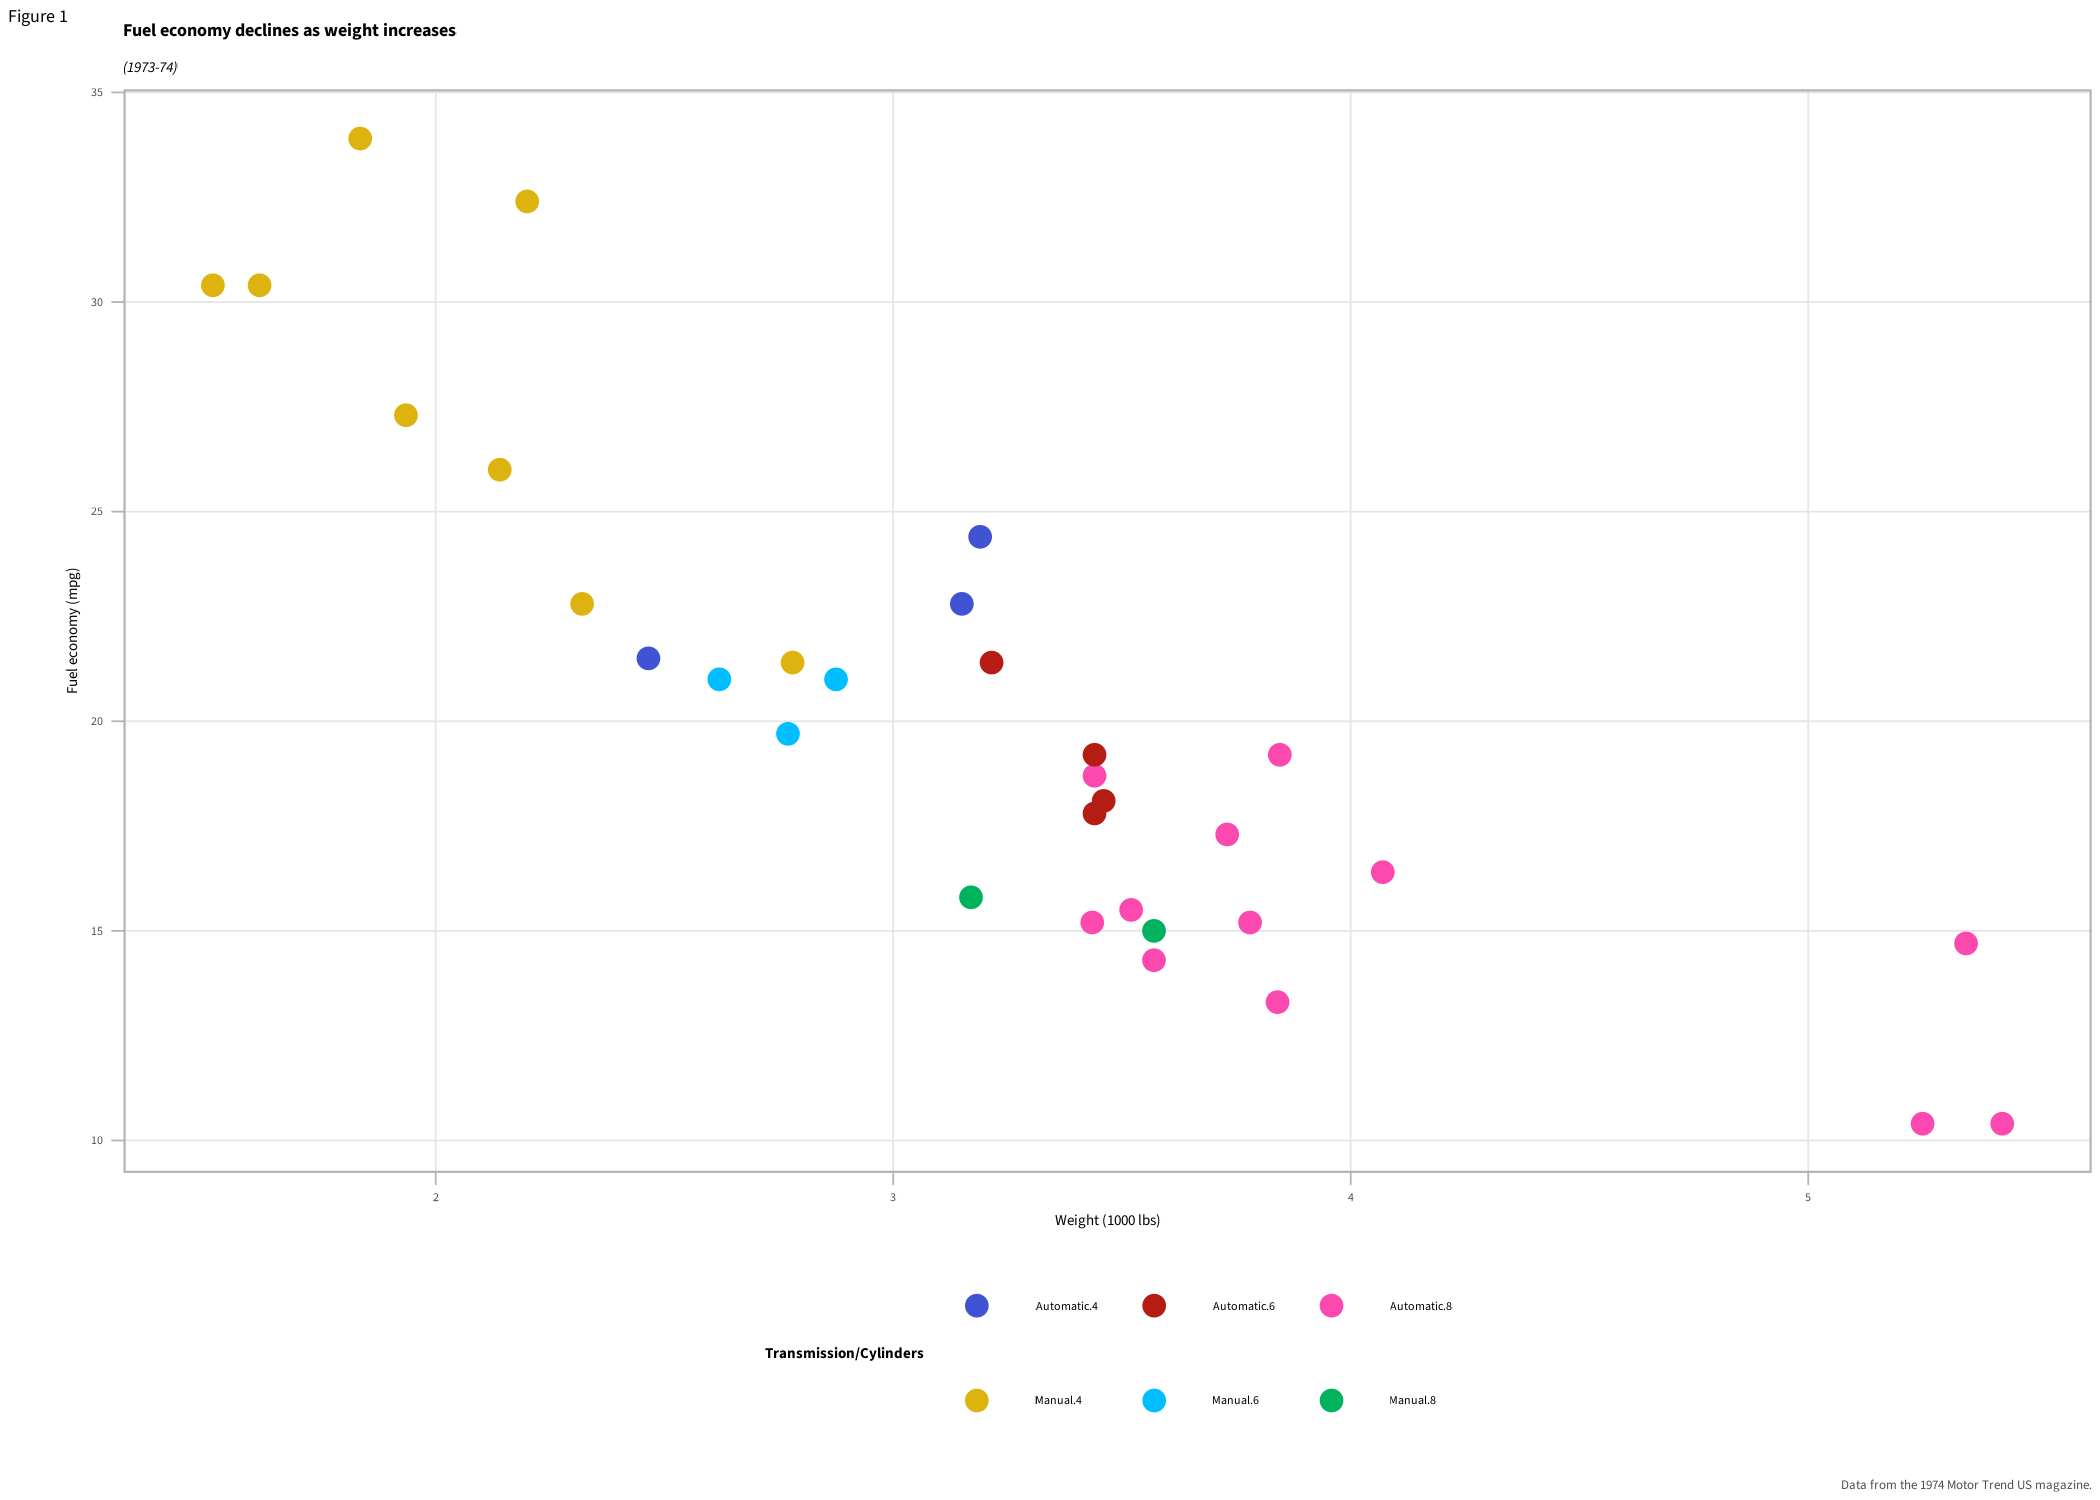 Figure 1
Fuel economy declines as weight increases
(1973-74)
35
30
25
20
15
10
Fuel economy (mpg)
2 3 4 5
Weight (1000 lbs)
Transmission/Cylinders
Automatic.4 Automatic.6 Automatic.8
Manual.4 Manual.6 Manual.8
Data from the 1974 Motor Trend US magazine.